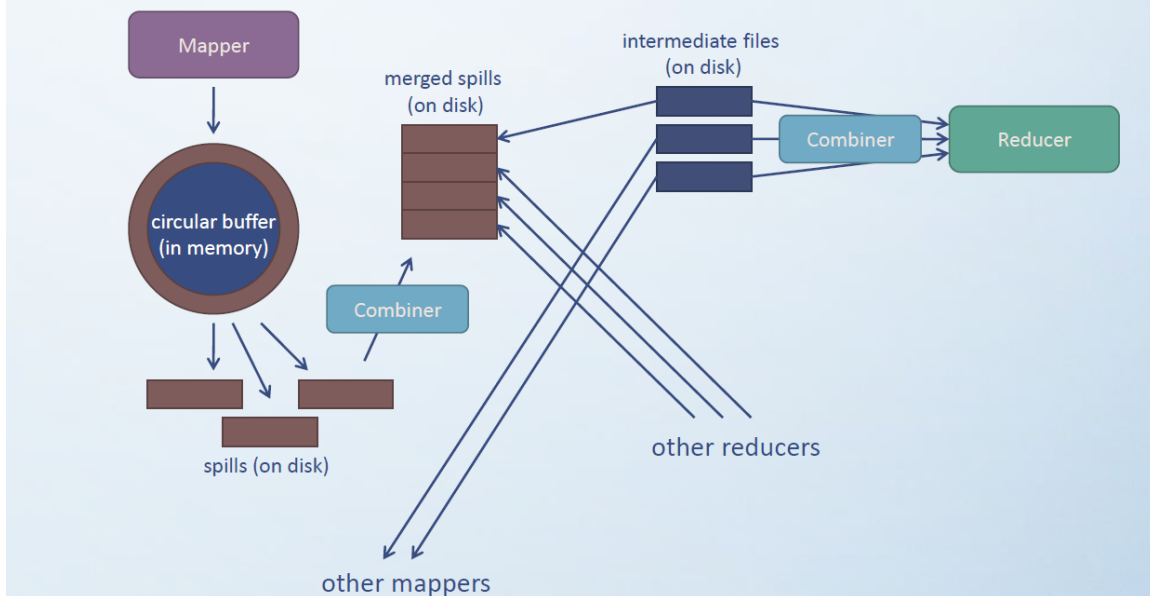 Mapper
circular buffer
(in memory)
spills (on disk)
Combiner
merged spills
(on disk)
intermediate files
(on disk)
Combiner
Reducer
other reducers
other mappers